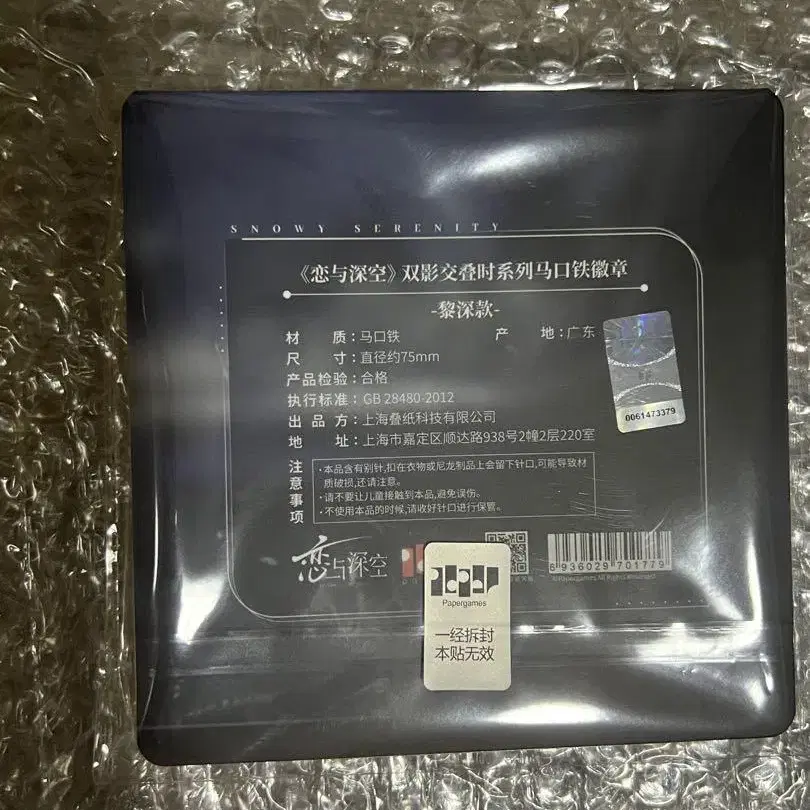 SNOWY SERENITY
《恋与深空》双影交叠时系列马口铁徽章
-黎深款-
材 质：马口铁 产 地：广东
尺 寸：直径约75mm
产品检验：合格
执行标准：GB 28480-2012
出 品 方：上海叠纸科技有限公司
地 址：上海市嘉定区顺达路938号2幢2层220室
注意事项
·本品含有别针,扣在衣物或尼龙制品上会留下针口,可能导致材
质破损,还请注意。
·请不要让儿童接触到本品,避免误伤。
·不使用本品的时候,请收好针口进行保管。
0061473379
恋与深空
6 936029 701779
©Papergames.All Rights Reserved.
Papergames
一经拆封
本贴无效